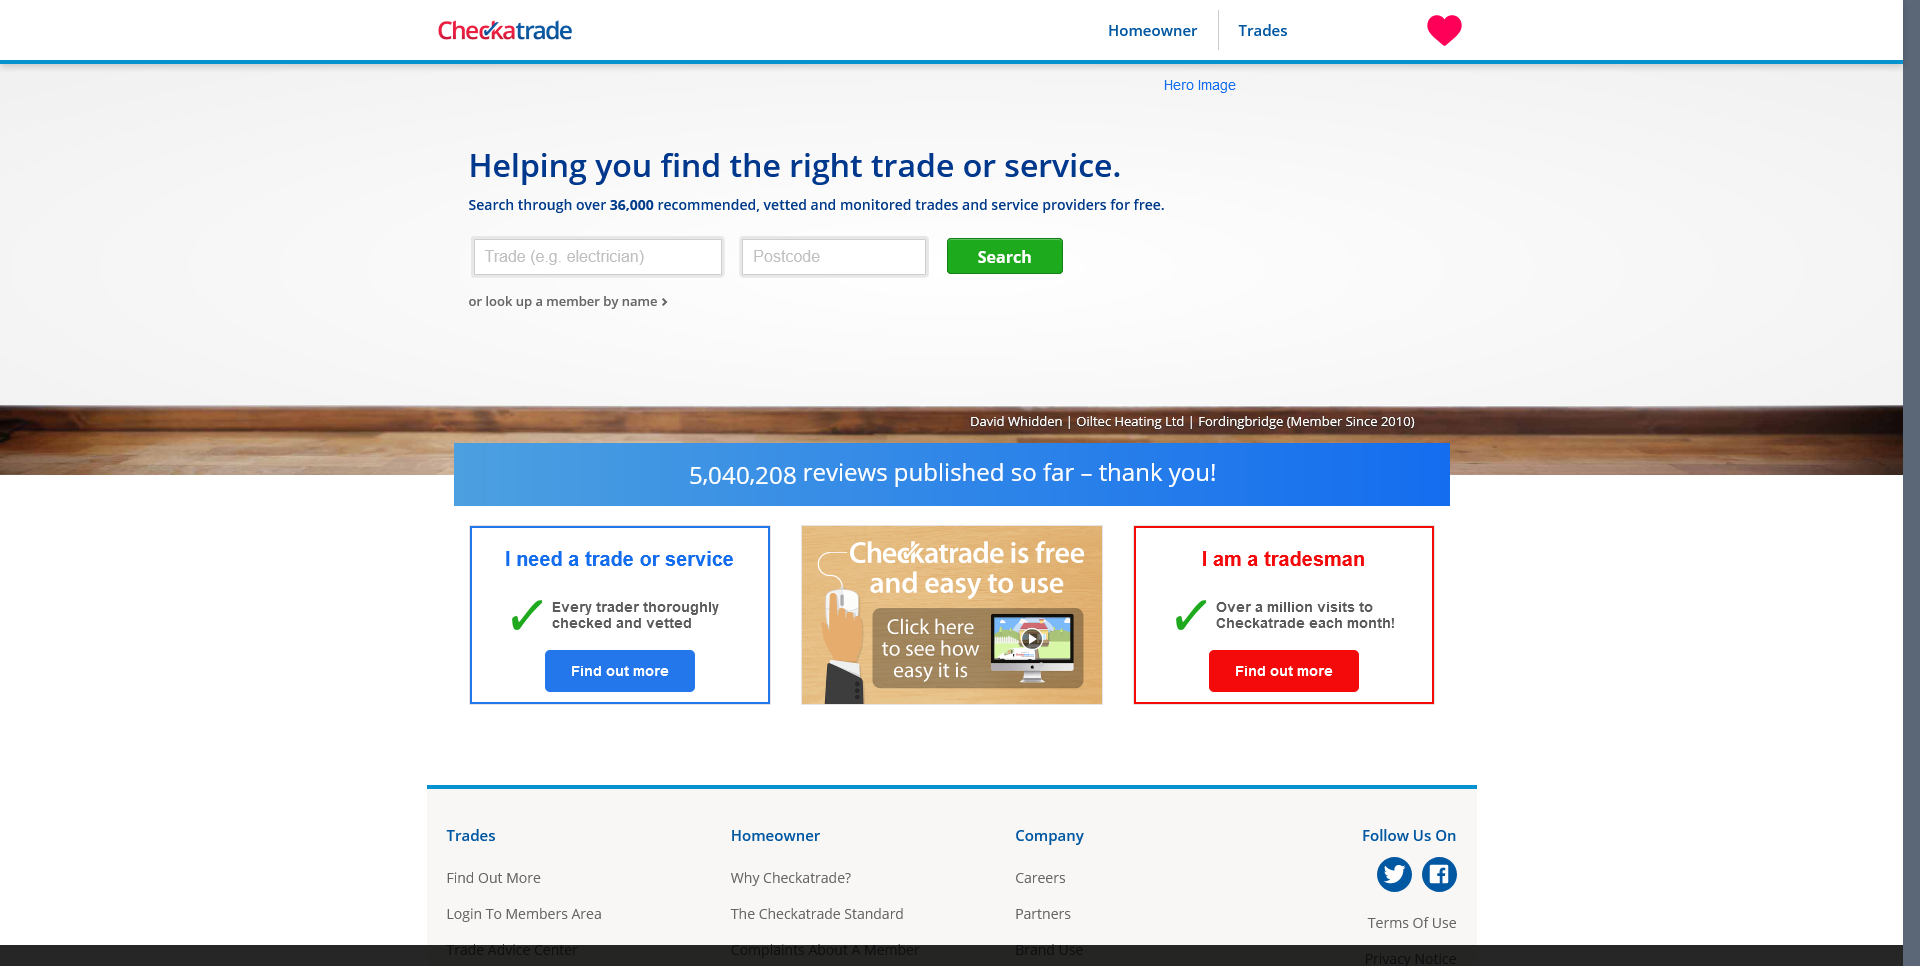 Checkatrade
Homeowner
Trades
Hero Image
Helping you find the right trade or service.
Search through over 36,000 recommended, vetted and monitored trades and service providers for free.
Trade (e.g. electrician)
Postcode
Search
or look up a member by name
David Whidden | Oiltec Heating Ltd | Fordingbridge (Member Since 2010)
5,040,208 reviews published so far – thank you!
I need a trade or service
Every trader thoroughly
checked and vetted
Find out more
Checkatrade is free
and easy to use
Click here
to see how
easy it is
I am a tradesman
Over a million visits to
Checkatrade each month!
Find out more
Trades
Find Out More
Login To Members Area
Trade Advice Center
Homeowner
Why Checkatrade?
The Checkatrade Standard
Complaints About A Member
Company
Careers
Partners
Brand Use
Follow Us On
Terms Of Use
Privacy Notice